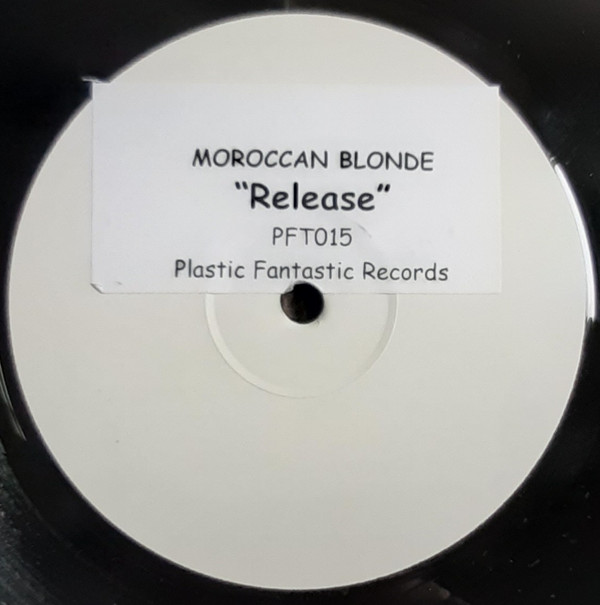 MOROCCAN BLONDE
"Release"
PFT015
Plastic Fantastic Records